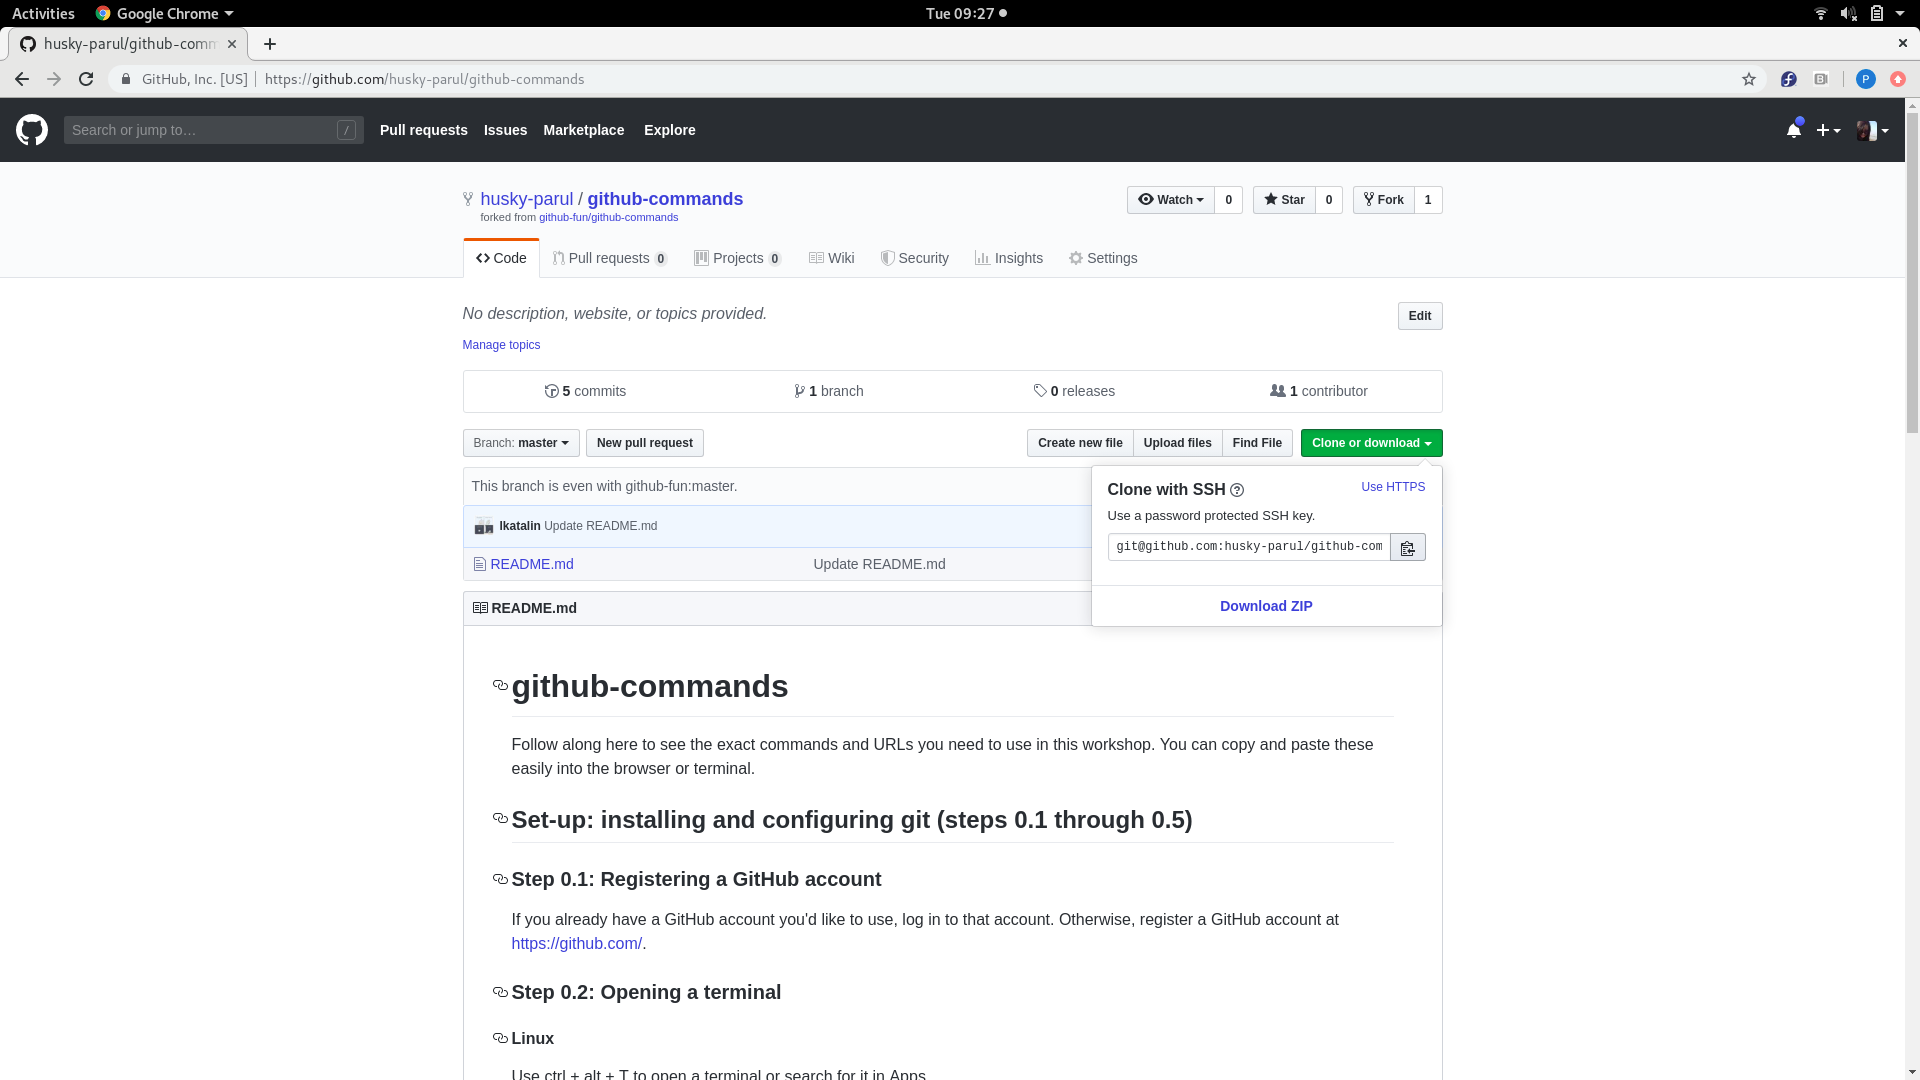 Activities Google Chrome Tue 09:27
husky-parul/github-comm
GitHub, Inc. [US] https://github.com/husky-parul/github-commands P
Search or jump to… / Pull requests Issues Marketplace Explore
husky-parul / github-commands Watch 0 Star 0 Fork 1
forked from github-fun/github-commands
Code Pull requests 0 Projects 0 Wiki Security Insights Settings
No description, website, or topics provided. Edit
Manage topics
5 commits 1 branch 0 releases 1 contributor
Branch: master New pull request Create new file Upload files Find File Clone or download
This branch is even with github-fun:master.
Clone with SSH Use HTTPS
Use a password protected SSH key.
git@github.com:husky-parul/github-com
Download ZIP
lkatalin Update README.md
README.md Update README.md
README.md
github-commands
Follow along here to see the exact commands and URLs you need to use in this workshop. You can copy and paste these
easily into the browser or terminal.
Set-up: installing and configuring git (steps 0.1 through 0.5)
Step 0.1: Registering a GitHub account
If you already have a GitHub account you'd like to use, log in to that account. Otherwise, register a GitHub account at
https://github.com/.
Step 0.2: Opening a terminal
Linux
Use ctrl + alt + T to open a terminal or search for it in Apps.